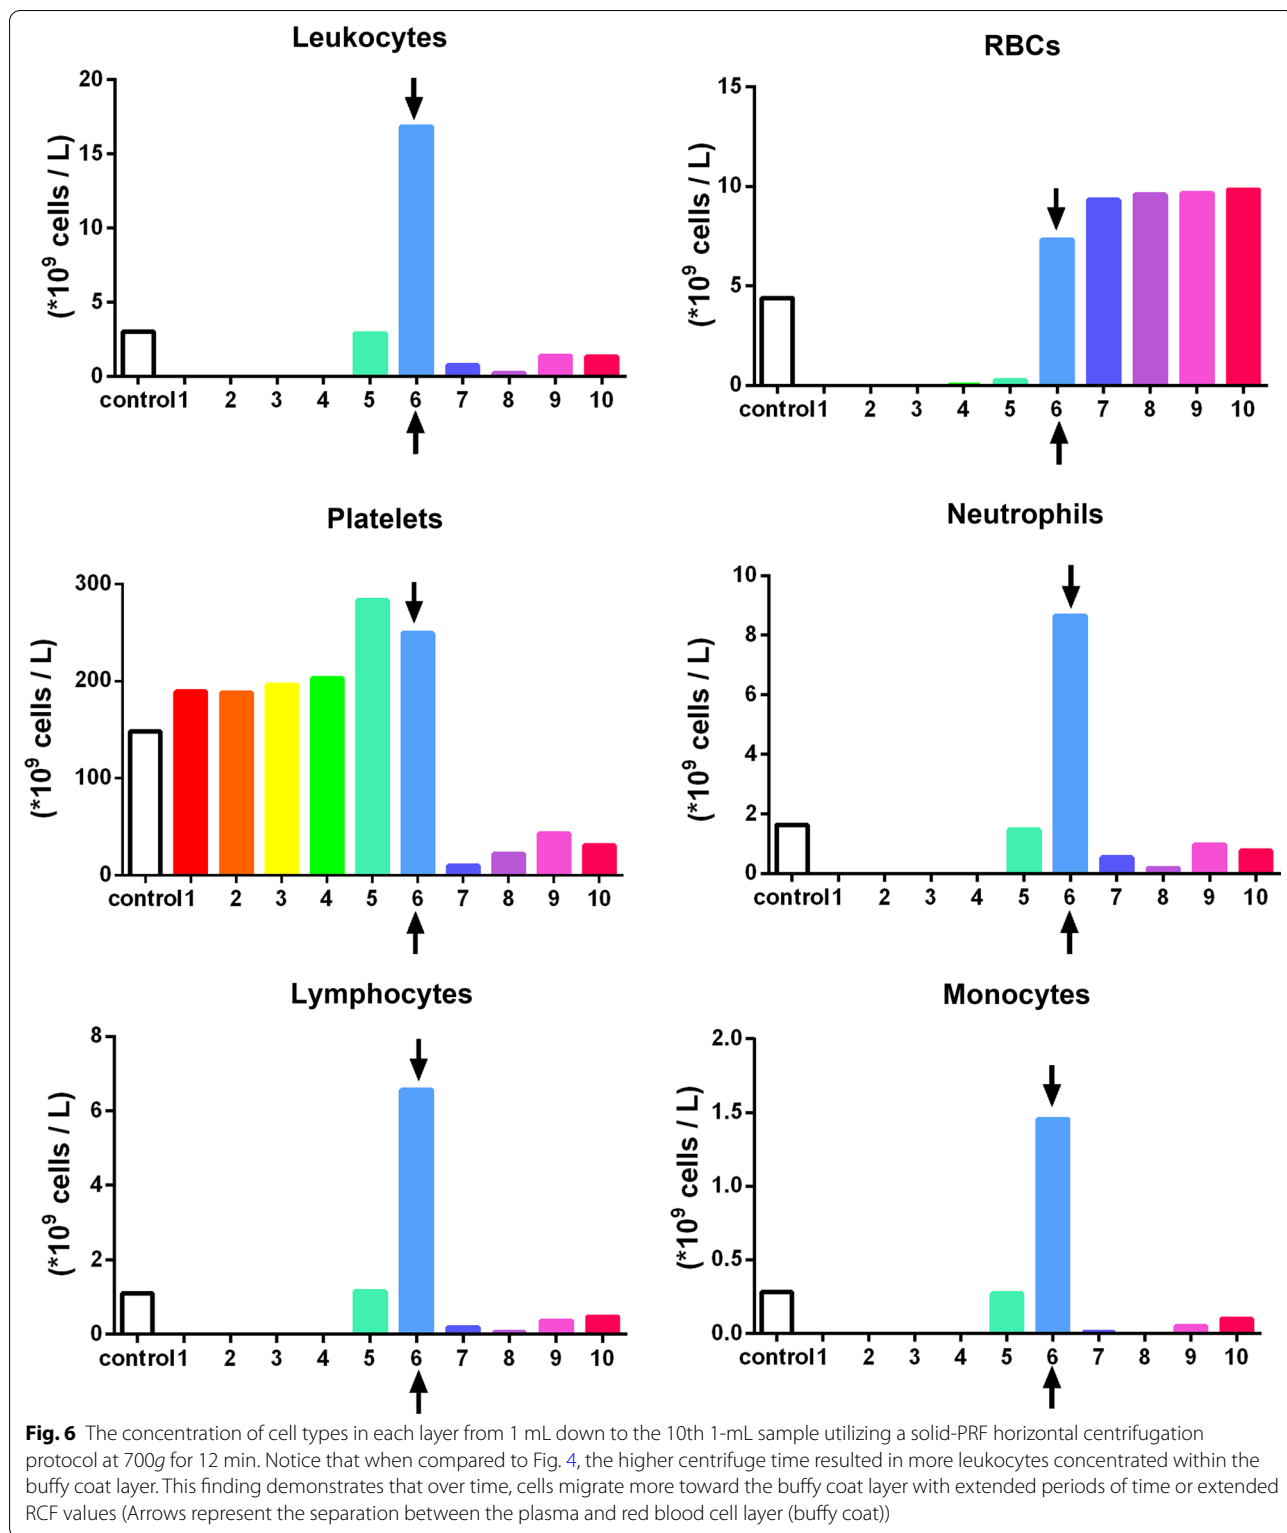 Leukocytes
(*10⁹ cells / L)
20
15
10
5
0
control 1 2 3 4 5 6 7 8 9 10
RBCs
(*10⁹ cells / L)
15
10
5
0
control 1 2 3 4 5 6 7 8 9 10
Platelets
(*10⁹ cells / L)
300
200
100
0
control 1 2 3 4 5 6 7 8 9 10
Neutrophils
(*10⁹ cells / L)
10
8
6
4
2
0
control 1 2 3 4 5 6 7 8 9 10
Lymphocytes
(*10⁹ cells / L)
8
6
4
2
0
control 1 2 3 4 5 6 7 8 9 10
Monocytes
(*10⁹ cells / L)
2.0
1.5
1.0
0.5
0.0
control 1 2 3 4 5 6 7 8 9 10
Fig. 6 The concentration of cell types in each layer from 1 mL down to the 10th 1-mL sample utilizing a solid-PRF horizontal centrifugation
protocol at 700g for 12 min. Notice that when compared to Fig. 4, the higher centrifuge time resulted in more leukocytes concentrated within the
buffy coat layer. This finding demonstrates that over time, cells migrate more toward the buffy coat layer with extended periods of time or extended
RCF values (Arrows represent the separation between the plasma and red blood cell layer (buffy coat))